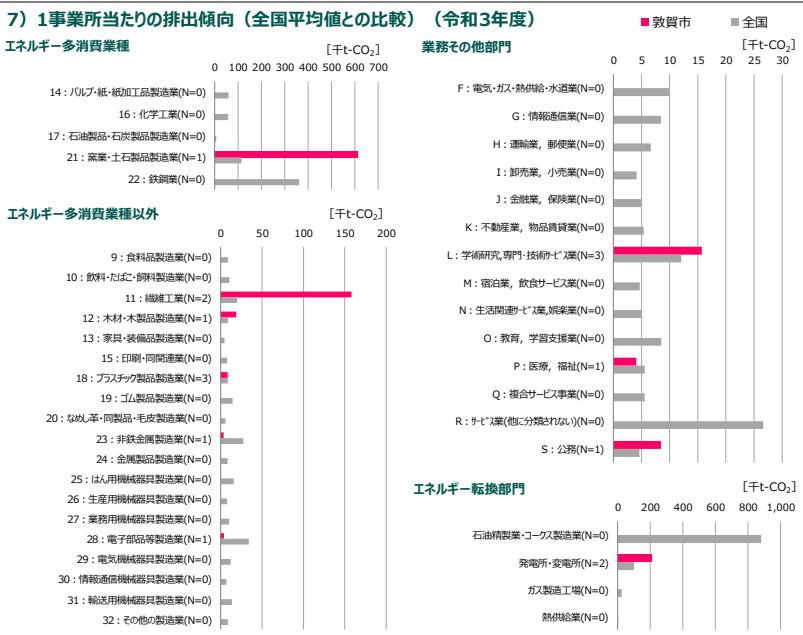 7）1事業所当たりの排出傾向（全国平均値との比較）（令和3年度）
■敦賀市 ■全国
エネルギー多消費業種
[千t-CO₂]
0 100 200 300 400 500 600 700
14：パルプ・紙・紙加工品製造業(N=0)
16：化学工業(N=0)
17：石油製品・石炭製品製造業(N=0)
21：窯業・土石製品製造業(N=1)
22：鉄鋼業(N=0)
エネルギー多消費業種以外
[千t-CO₂]
0 50 100 150 200
9：食料品製造業(N=0)
10：飲料・たばこ・飼料製造業(N=0)
11：繊維工業(N=2)
12：木材・木製品製造業(N=1)
13：家具・装備品製造業(N=0)
15：印刷・同関連業(N=0)
18：プラスチック製品製造業(N=3)
19：ゴム製品製造業(N=0)
20：なめし革・同製品・毛皮製造業(N=0)
23：非鉄金属製造業(N=1)
24：金属製品製造業(N=0)
25：はん用機械器具製造業(N=0)
26：生産用機械器具製造業(N=0)
27：業務用機械器具製造業(N=0)
28：電子部品等製造業(N=1)
29：電気機械器具製造業(N=0)
30：情報通信機械器具製造業(N=0)
31：輸送用機械器具製造業(N=0)
32：その他の製造業(N=0)
業務その他部門
[千t-CO₂]
0 5 10 15 20 25 30
F：電気・ガス・熱供給・水道業(N=0)
G：情報通信業(N=0)
H：運輸業，郵便業(N=0)
I：卸売業，小売業(N=0)
J：金融業，保険業(N=0)
K：不動産業，物品賃貸業(N=0)
L：学術研究,専門・技術ｻｰﾋﾞｽ業(N=3)
M：宿泊業，飲食サービス業(N=0)
N：生活関連ｻｰﾋﾞｽ業,娯楽業(N=0)
O：教育，学習支援業(N=0)
P：医療，福祉(N=1)
Q：複合サービス事業(N=0)
R：ｻｰﾋﾞｽ業(他に分類されない)(N=0)
S：公務(N=1)
エネルギー転換部門
[千t-CO₂]
0 200 400 600 800 1,000
石油精製業・コークス製造業(N=0)
発電所・変電所(N=2)
ガス製造工場(N=0)
熱供給業(N=0)